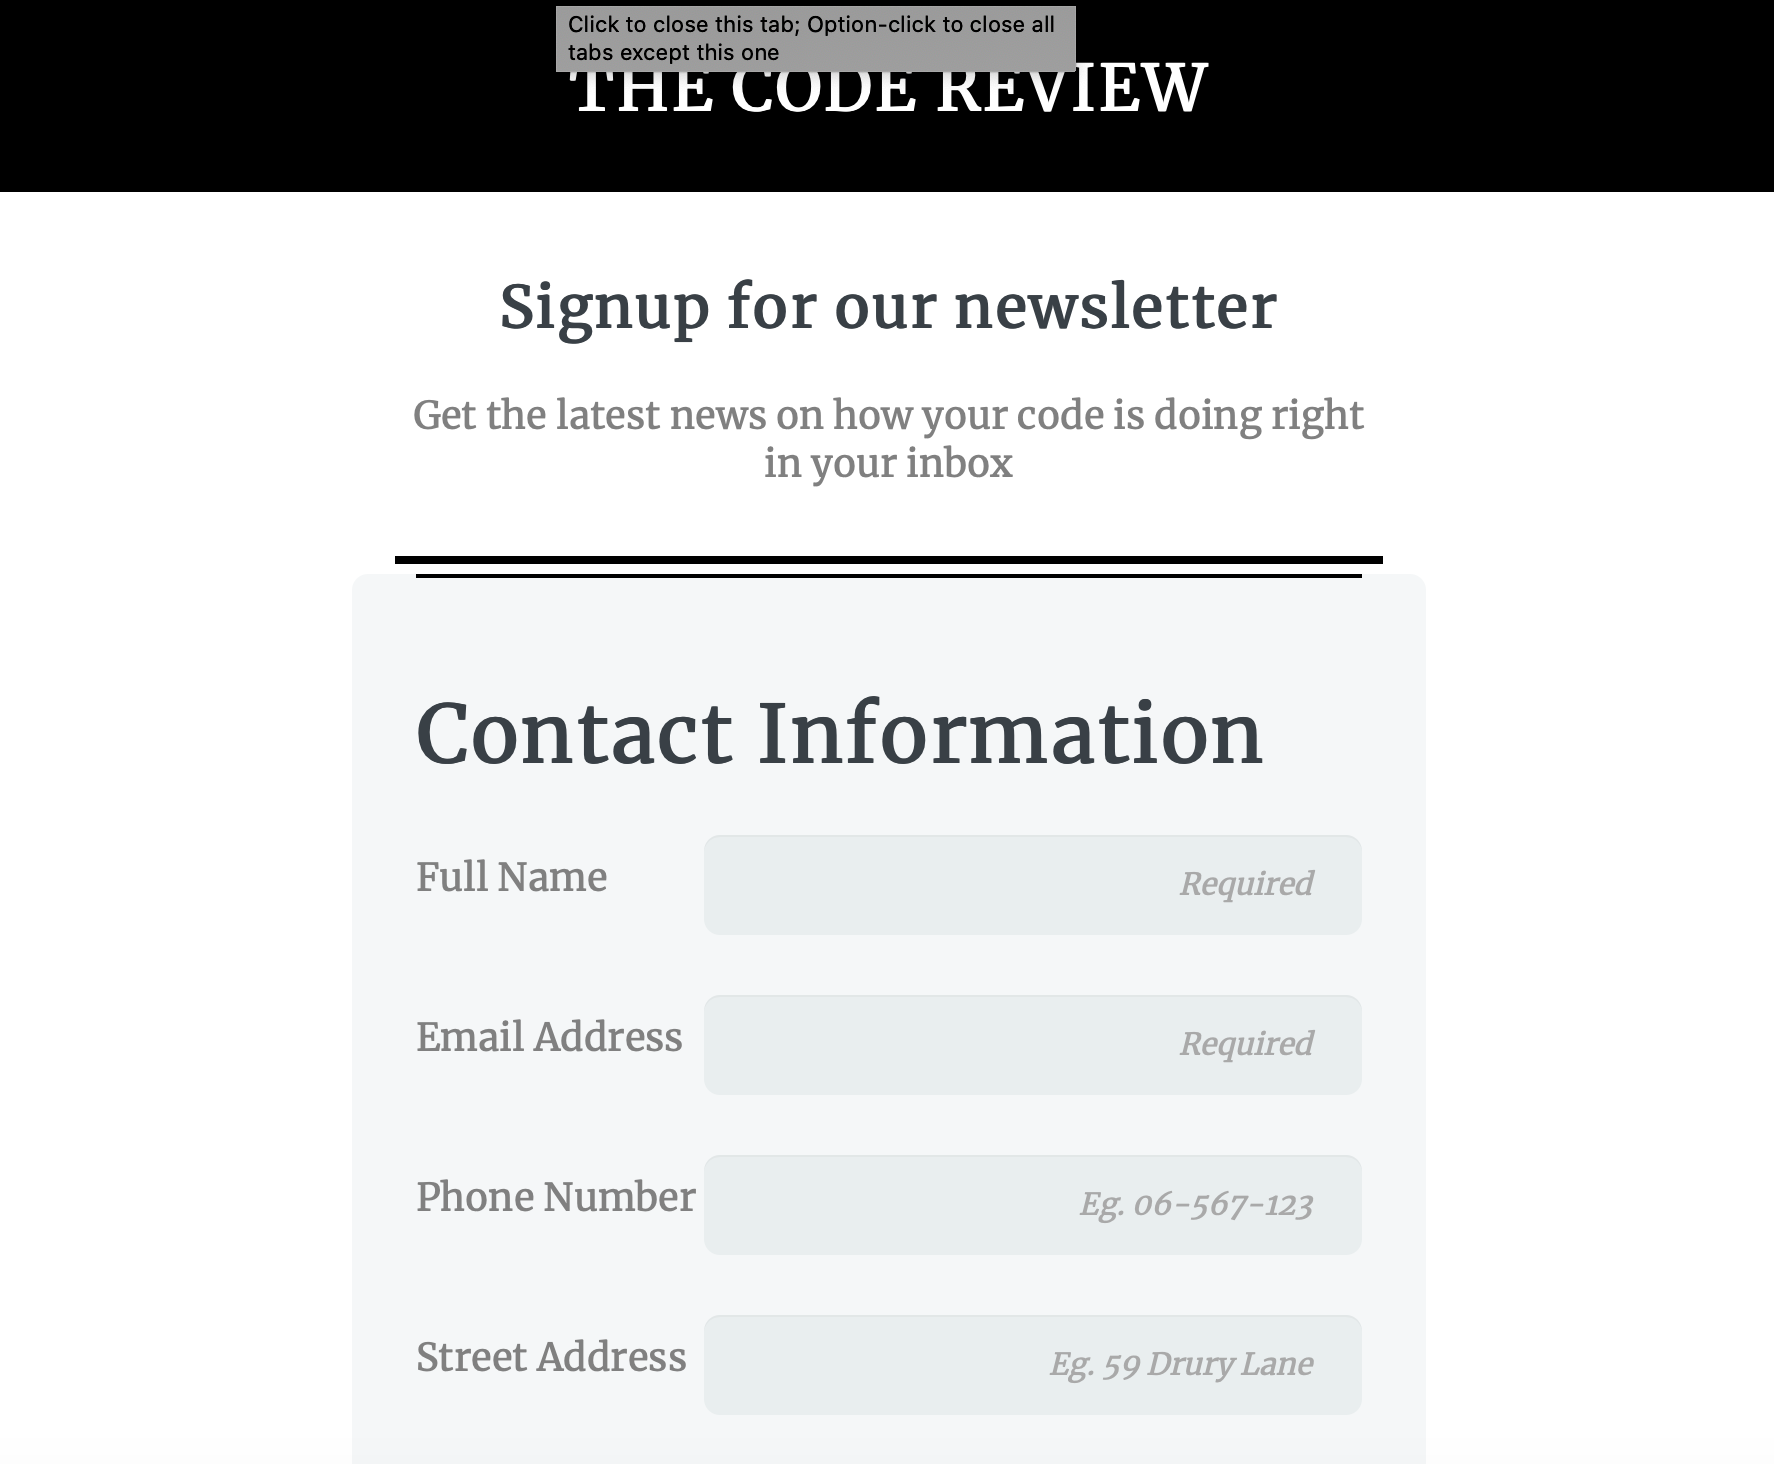 Click to close this tab; Option-click to close all
tabs except this one
THE CODE REVIEW
Signup for our newsletter
Get the latest news on how your code is doing right
in your inbox
Contact Information
Full Name
Required
Email Address
Required
Phone Number
Eg. 06-567-123
Street Address
Eg. 59 Drury Lane